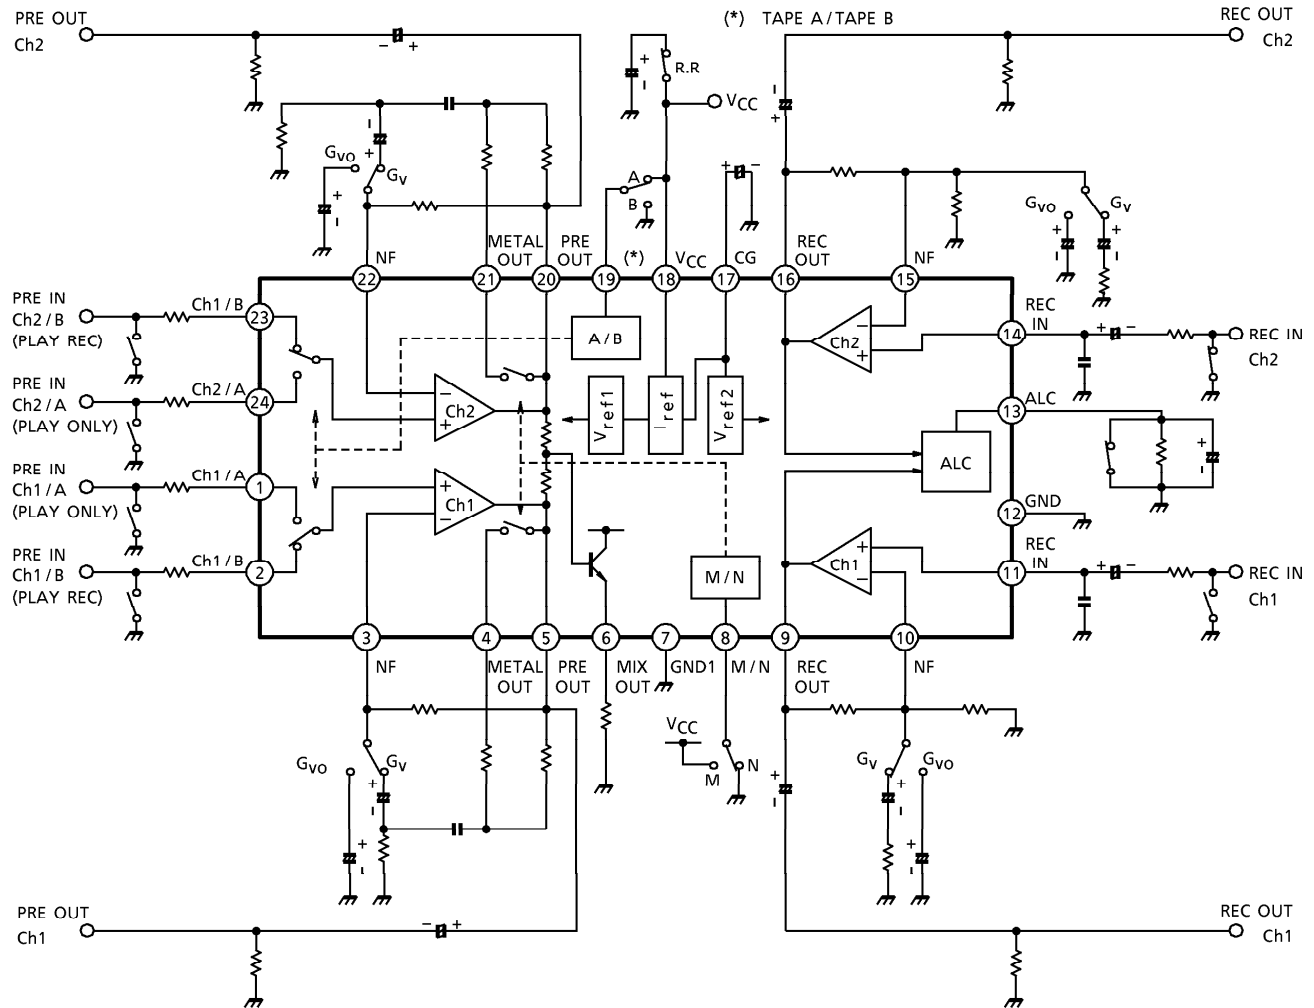 PRE OUT
Ch2
(*) TAPE A/TAPE B
REC OUT
Ch2
− +
R.R
+
VCC
+
GVO
+
GV
+
A
B
+ −
GVO
GV
+
+
NF
METAL OUT
PRE OUT
(*)
VCC
CG
REC OUT
NF
22
21
20
19
18
17
16
15
PRE IN
Ch2/B
(PLAY REC)
Ch1/B
23
A/B
−
+
Ch2
14
REC IN
+ −
REC IN
Ch2
PRE IN
Ch2/A
(PLAY ONLY)
Ch2/A
24
−
+
Ch2
Vref1
Iref
Vref2
13
ALC
ALC
+
PRE IN
Ch1/A
(PLAY ONLY)
Ch1/A
1
+
−
Ch1
12
GND
PRE IN
Ch1/B
(PLAY REC)
Ch1/B
2
M/N
+
−
Ch1
11
REC IN
+ −
REC IN
Ch1
3
4
5
6
7
8
9
10
NF
METAL OUT
PRE OUT
MIX OUT
GND1
M/N
REC OUT
NF
VCC
M
N
GVO
GV
+
+
+
GV
GVO
+
+
PRE OUT
Ch1
− +
REC OUT
Ch1